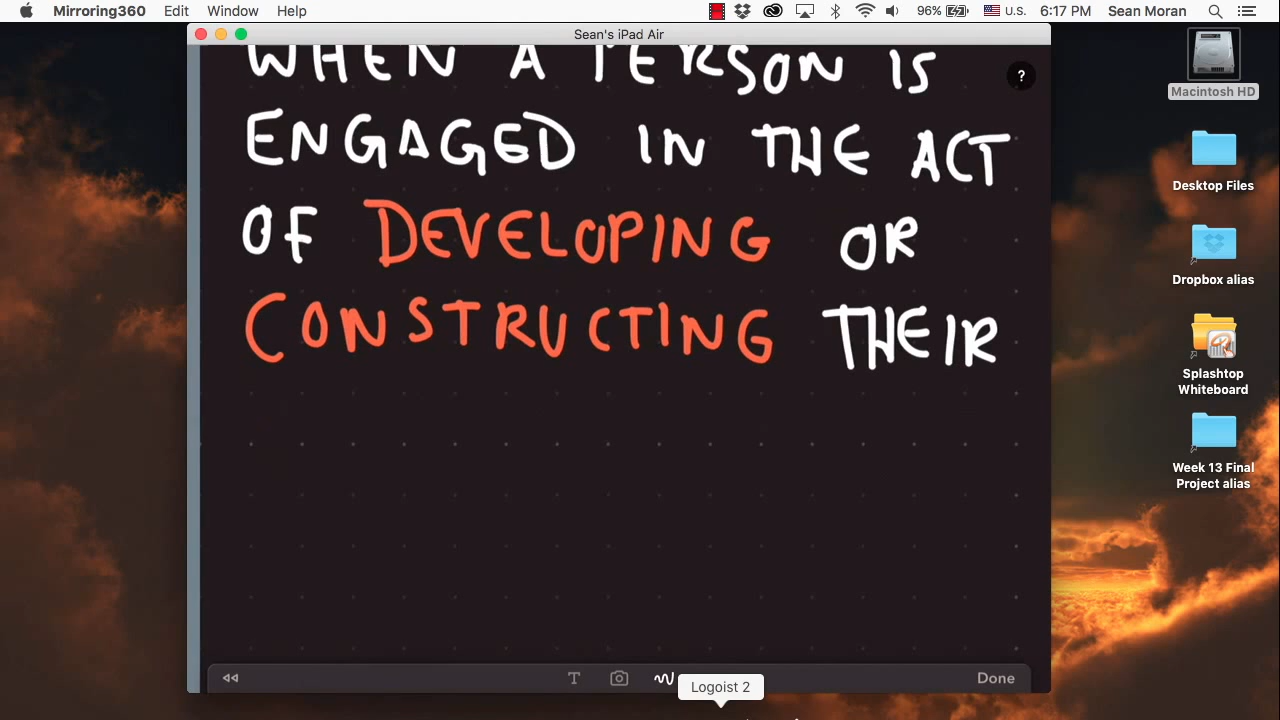 Mirroring360 Edit Window Help 96% U.S. 6:17 PM Sean Moran
Sean's iPad Air
WHEN A PERSON IS
?
ENGAGED IN THE ACT
OF DEVELOPING OR
CONSTRUCTING THEIR
T Done
Logoist 2
Macintosh HD
Desktop Files
Dropbox alias
Splashtop
Whiteboard
Week 13 Final
Project alias